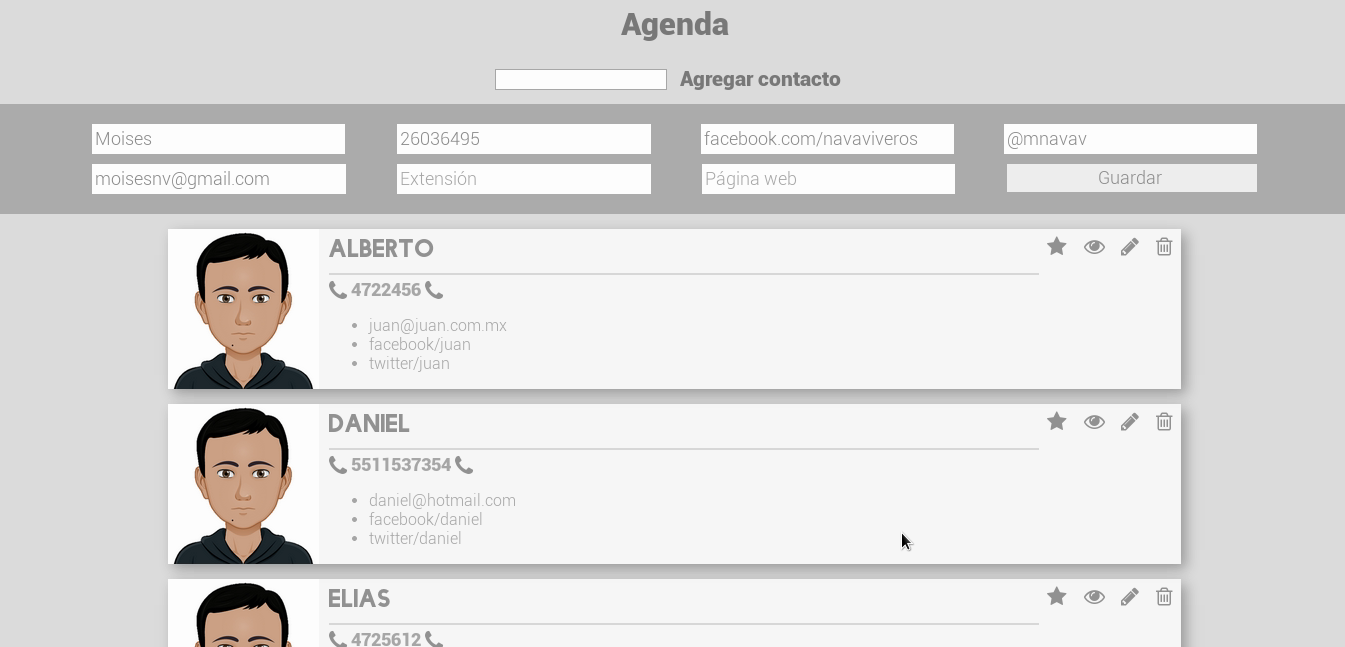 Agenda
Agregar contacto
Moises 26036495 facebook.com/navaviveros @mnavav
moisesnv@gmail.com Extensión Página web Guardar
ALBERTO
4722456
juan@juan.com.mx
facebook/juan
twitter/juan
DANIEL
5511537354
daniel@hotmail.com
facebook/daniel
twitter/daniel
ELIAS
4725612